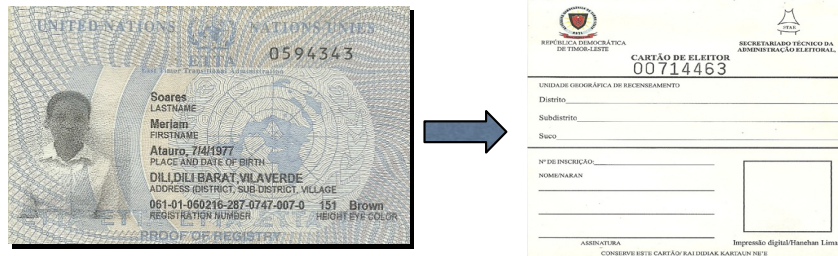 UNITED NATIONS NATIONS UNIES
ETTA
0594343
East Timor Transitional Administration
Soares
LASTNAME
Merjam
FIRSTNAME
Atauro, 7/4/1977
PLACE AND DATE OF BIRTH
DILI,DILI BARAT,VILAVERDE
ADDRESS (DISTRICT, SUB-DISTRICT, VILLAGE
061-01-060216-287-0747-007-0 151 Brown
REGISTRATION NUMBER HEIGHT EYE COLOR
PROOF OF REGISTRY
REPÚBLICA DEMOCRÁTICA
DE TIMOR-LESTE
STAE
SECRETARIADO TÉCNICO DA
ADMINISTRAÇÃO ELEITORAL,
CARTÃO DE ELEITOR
00714463
UNIDADE GEOGRÁFICA DE RECENSEAMENTO
Distrito
Subdistrito
Suco
Nº DE INSCRIÇÃO:
NOME/NARAN
ASSINATURA
Impressão digital/Hanehan Lima
CONSERVE ESTE CARTÃO/ RAI DIDIAK KARTAUN NE'E